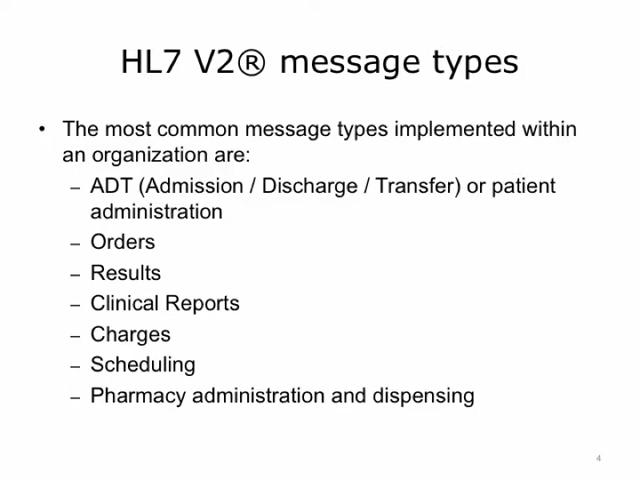 HL7 V2® message types
• The most common message types implemented within
an organization are:
– ADT (Admission / Discharge / Transfer) or patient
administration
– Orders
– Results
– Clinical Reports
– Charges
– Scheduling
– Pharmacy administration and dispensing
4